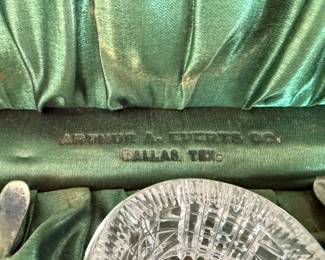 ARTHUR A. EVERTS CO.
DALLAS, TEX.